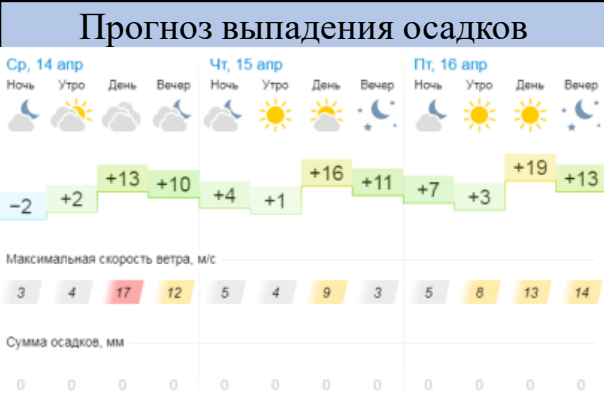 Прогноз выпадения осадков
Ср, 14 апр Чт, 15 апр Пт, 16 апр
Ночь Утро День Вечер Ночь Утро День Вечер Ночь Утро День Вечер
−2 +2 +13 +10 +4 +1 +16 +11 +7 +3 +19 +13
Максимальная скорость ветра, м/с
3 4 17 12 5 4 9 3 5 8 13 14
Сумма осадков, мм
0 0 0 0 0 0 0 0 0 0 0 0